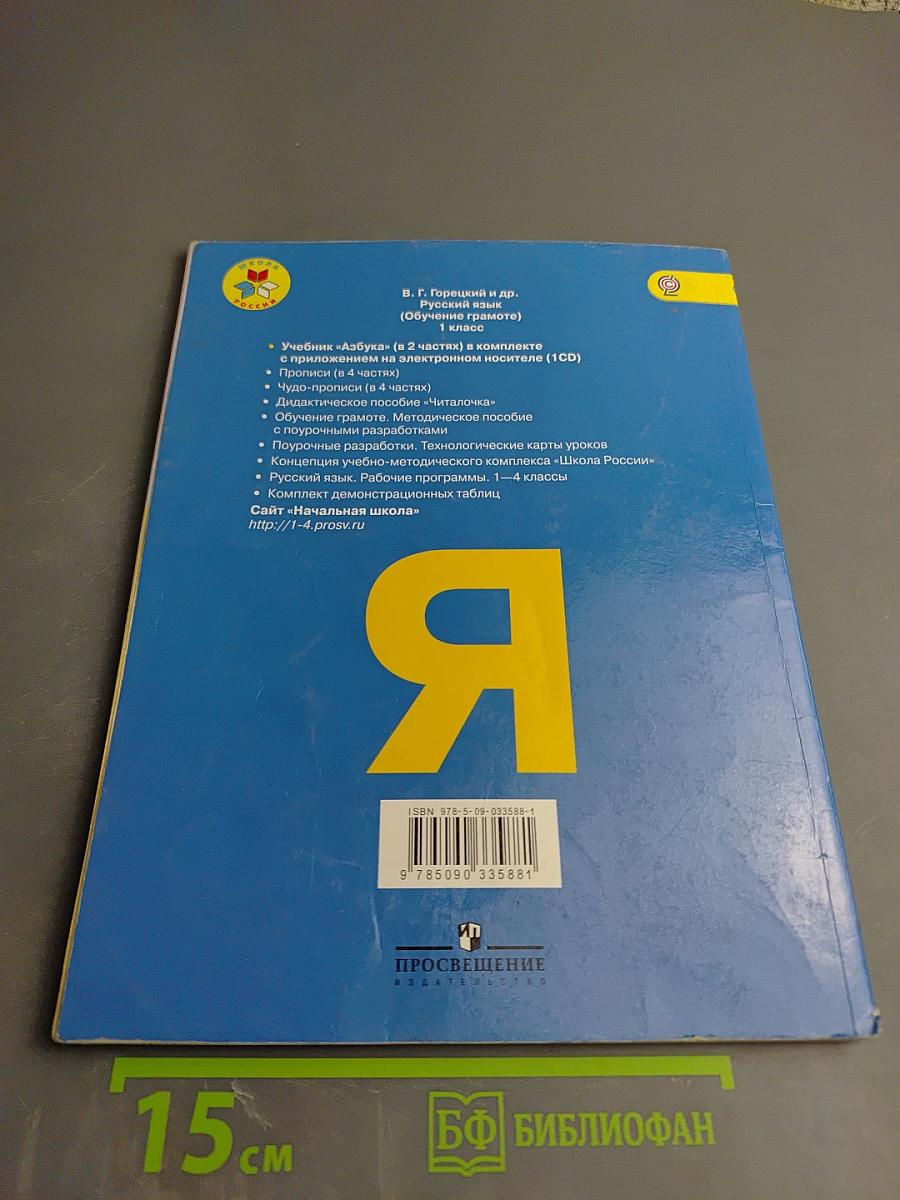 ШКОЛА
РОССИИ
В. Г. Горецкий и др.
Русский язык
(Обучение грамоте)
1 класс
• Учебник «Азбука» (в 2 частях) в комплекте
с приложением на электронном носителе (1CD)
• Прописи (в 4 частях)
• Чудо-прописи (в 4 частях)
• Дидактическое пособие «Читалочка»
• Обучение грамоте. Методическое пособие
с поурочными разработками
• Поурочные разработки. Технологические карты уроков
• Концепция учебно-методического комплекса «Школа России»
• Русский язык. Рабочие программы. 1—4 классы
• Комплект демонстрационных таблиц
Сайт «Начальная школа»
http://1-4.prosv.ru
Я
ISBN 978-5-09-033588-1
9 785090 335881
ИП
ПРОСВЕЩЕНИЕ
ИЗДАТЕЛЬСТВО
15 см
БФ БИБЛИОФАН